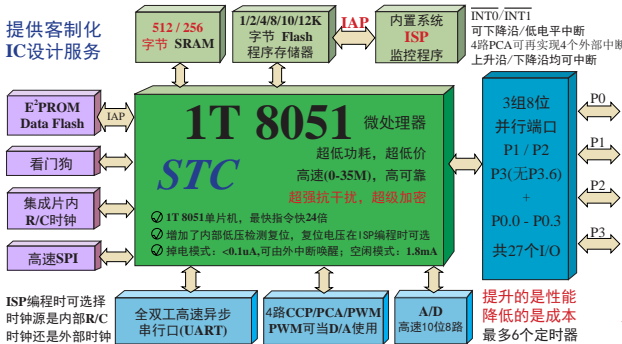 提供客制化
IC设计服务
512 / 256
字节 SRAM
1/2/4/8/10/12K
字节 Flash
程序存储器
IAP
内置系统
ISP
监控程序
INT0/INT1
可下降沿/低电平中断
4路PCA可再实现4个外部中断
上升沿/下降沿均可中断
E²PROM
Data Flash
IAP
看门狗
集成片内
R/C时钟
高速SPI
1T 8051 微处理器
STC
超低功耗，超低价
高速(0-35M)，高可靠
超强抗干扰，超级加密
1T 8051单片机，最快指令快24倍
增加了内部低压检测复位，复位电压在ISP编程时可选
掉电模式：<0.1uA,可由外中断唤醒；空闲模式：1.8mA
3组8位
并行端口
P1 / P2
P3(无P3.6)
+
P0.0 - P0.3
共27个I/O
P0
P1
P2
P3
ISP编程时可选择
时钟源是内部R/C
时钟还是外部时钟
全双工高速异步
串行口(UART)
4路CCP/PCA/PWM
PWM可当D/A使用
A/D
高速10位8路
提升的是性能
降低的是成本
最多6个定时器